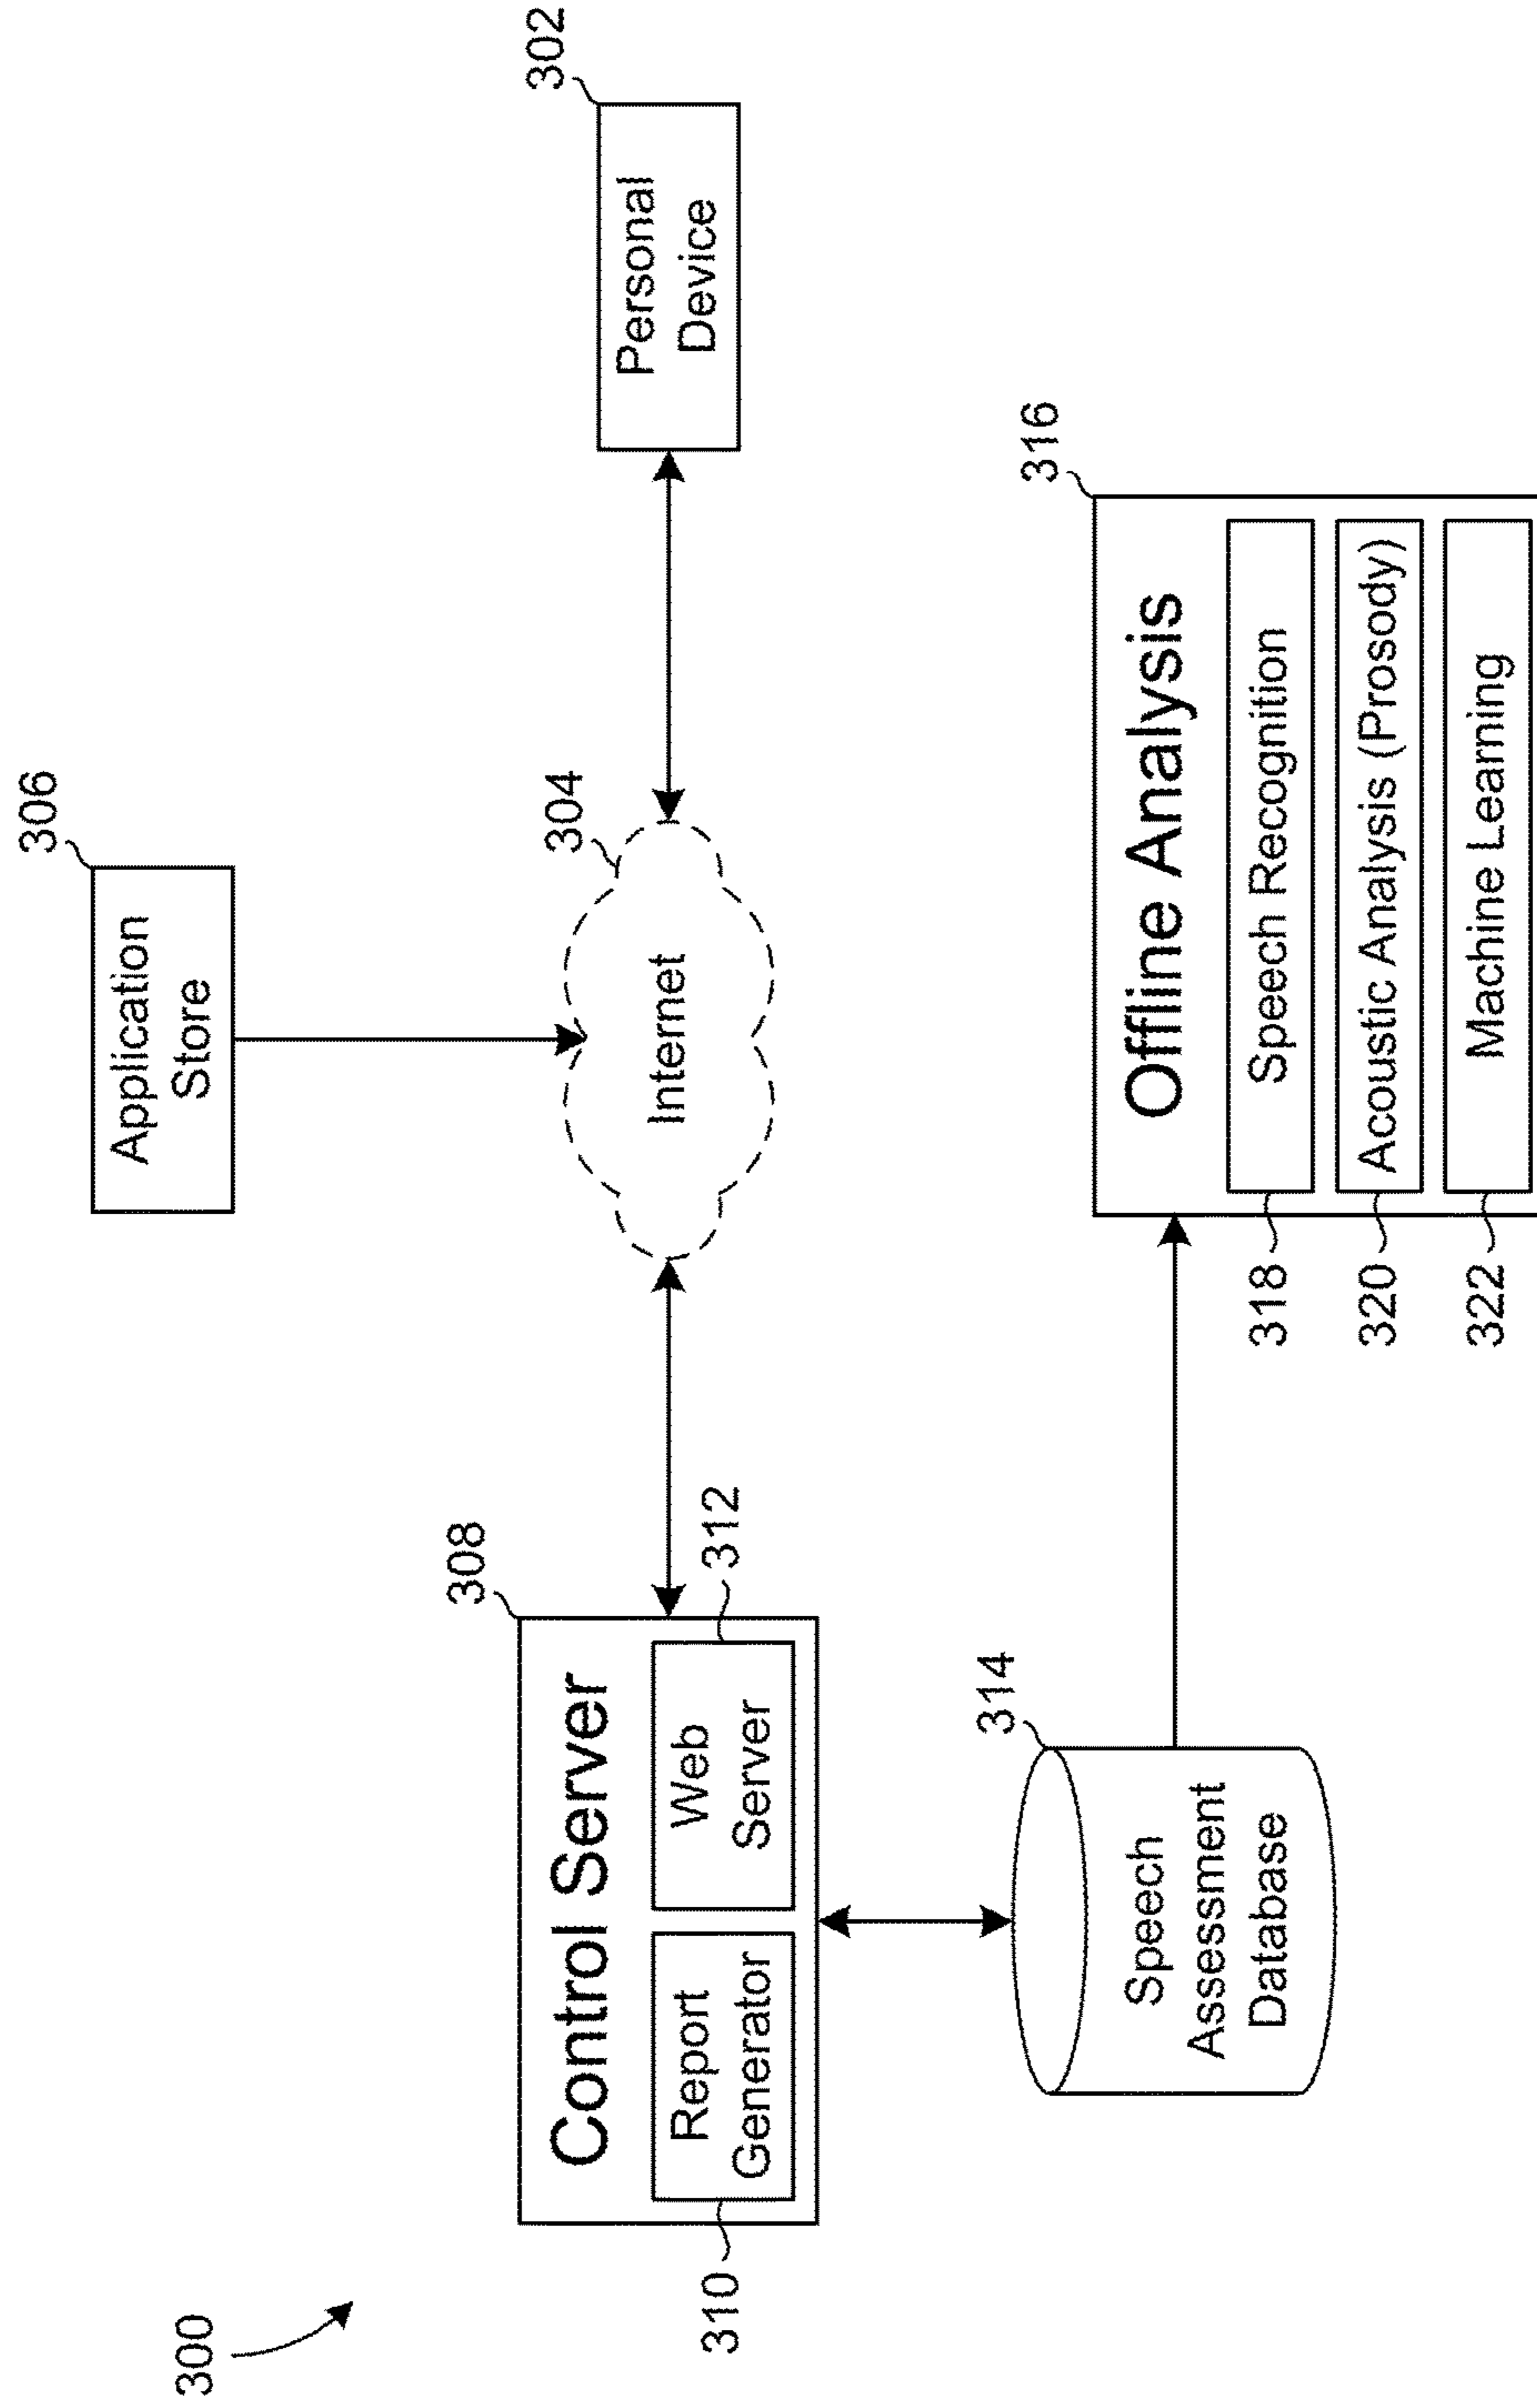 300
306
Application
Store
308
Control Server
310
Report
Generator
Web
Server
312
304
Internet
302
Personal
Device
314
Speech
Assessment
Database
316
Offline Analysis
318
Speech Recognition
320
Acoustic Analysis (Prosody)
322
Machine Learning